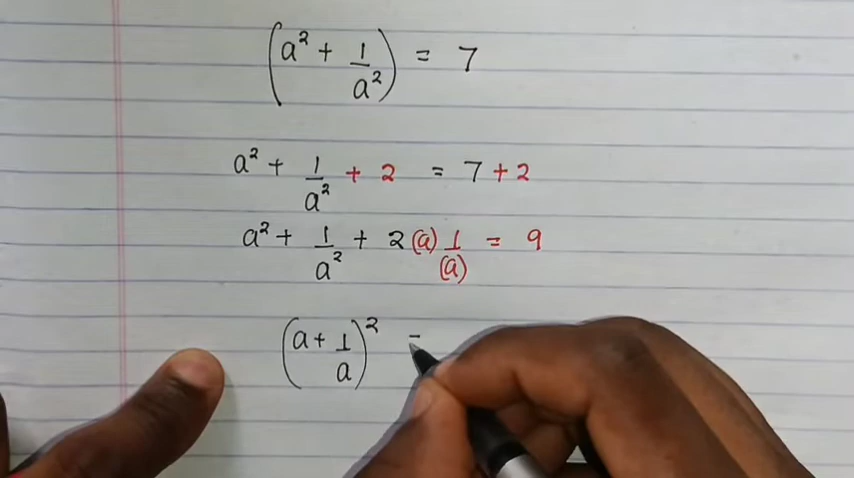 (a² + 1/a²) = 7
a² + 1/a² + 2 = 7 + 2
a² + 1/a² + 2(a) 1/(a) = 9
(a + 1/a)² =